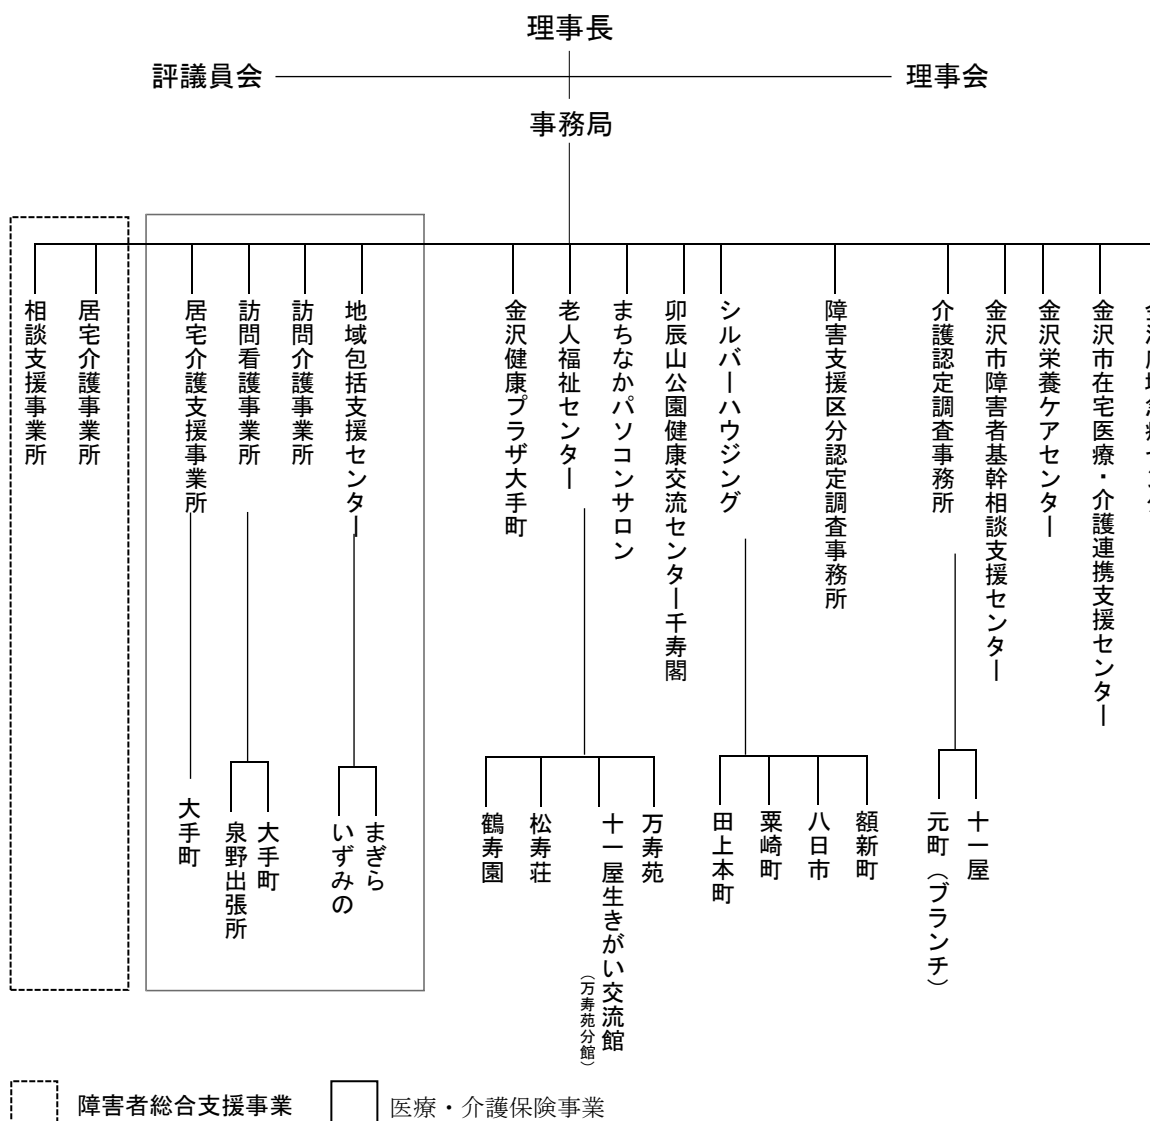 理事長
評議員会
理事会
事務局
相談支援事業所
居宅介護事業所
居宅介護支援事業所
訪問看護事業所
訪問介護事業所
地域包括支援センター
金沢健康プラザ大手町
老人福祉センター
まちなかパソコンサロン
卯辰山公園健康交流センター千寿閣
シルバーハウジング
障害支援区分認定調査事務所
介護認定調査事務所
金沢市障害者基幹相談支援センター
金沢栄養ケアセンター
金沢市在宅医療・介護連携支援センター
大手町
泉野出張所
大手町
いずみの
まぎら
鶴寿園
松寿荘
十一屋生きがい交流館
（万寿苑分館）
万寿苑
田上本町
粟崎町
八日市
額新町
元町（ブランチ）
十一屋
障害者総合支援事業
医療・介護保険事業